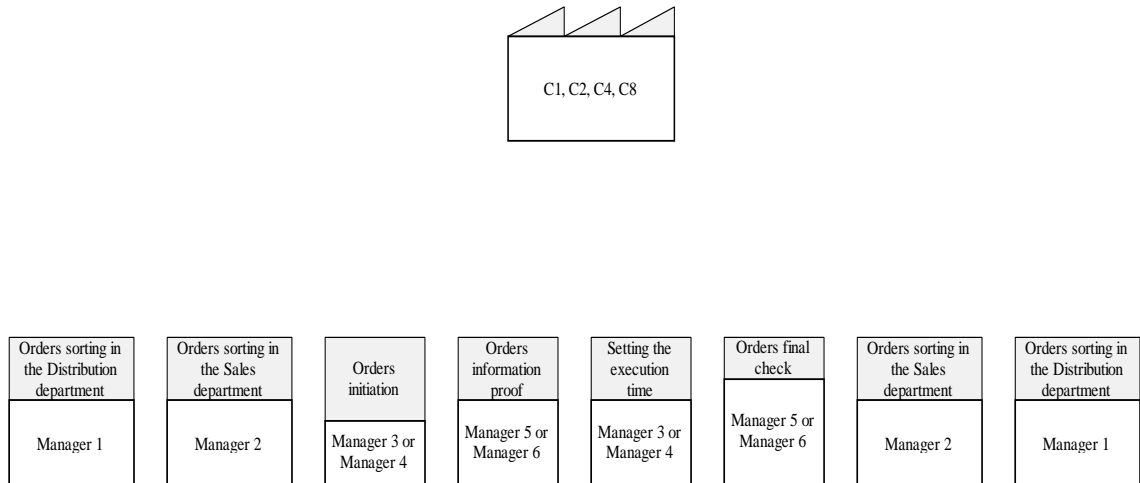 C1, C2, C4, C8
Orders sorting in
the Distribution
department
Manager 1
Orders sorting in
the Sales
department
Manager 2
Orders
initiation
Manager 3 or
Manager 4
Orders
information
proof
Manager 5 or
Manager 6
Setting the
execution
time
Manager 3 or
Manager 4
Orders final
check
Manager 5 or
Manager 6
Orders sorting in
the Sales
department
Manager 2
Orders sorting in
the Distribution
department
Manager 1